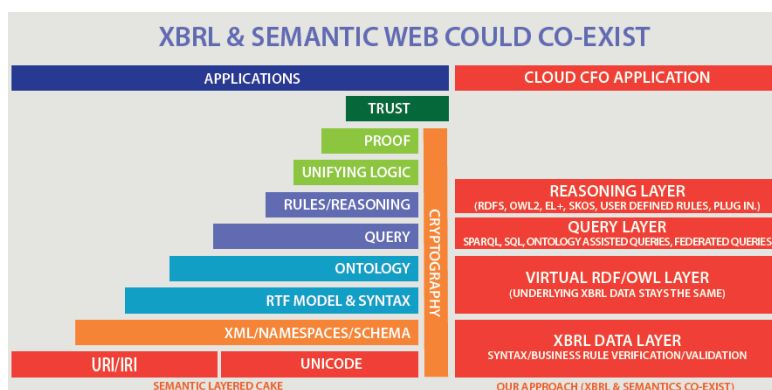 XBRL & SEMANTIC WEB COULD CO-EXIST
APPLICATIONS
CLOUD CFO APPLICATION
TRUST
PROOF
UNIFYING LOGIC
RULES/REASONING
QUERY
ONTOLOGY
RTF MODEL & SYNTAX
XML/NAMESPACES/SCHEMA
URI/IRI
UNICODE
CRYPTOGRAPHY
SEMANTIC LAYERED CAKE
REASONING LAYER
(RDFS, OWL2, EL+, SKOS, USER DEFINED RULES, PLUG IN.)
QUERY LAYER
SPARQL, SQL, ONTOLOGY ASSISTED QUERIES, FEDERATED QUERIES
VIRTUAL RDF/OWL LAYER
(UNDERLYING XBRL DATA STAYS THE SAME)
XBRL DATA LAYER
SYNTAX/BUSINESS RULE VERIFICATION/VALIDATION
OUR APPROACH (XBRL & SEMANTICS CO-EXIST)